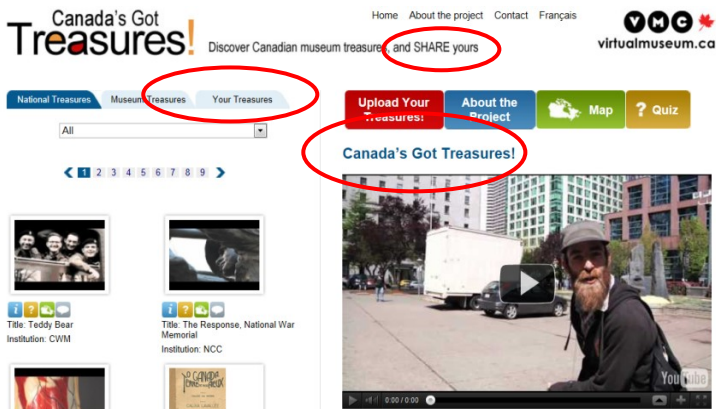 Canada's Got
Treasures!
Discover Canadian museum treasures, and SHARE yours
Home About the project Contact Français
VMC
virtualmuseum.ca
National Treasures Museum Treasures Your Treasures
All
1 2 3 4 5 6 7 8 9
Title: Teddy Bear
Institution: CWM
Title: The Response, National War
Memorial
Institution: NCC
O CANADA
Upload Your
Treasures!
About the
Project
Map
? Quiz
Canada's Got Treasures!
YouTube
0:00 / 0:00